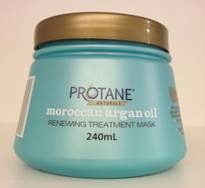 PROTANE
NATURALS
moroccan argan oil
RENEWING TREATMENT MASK
240mL